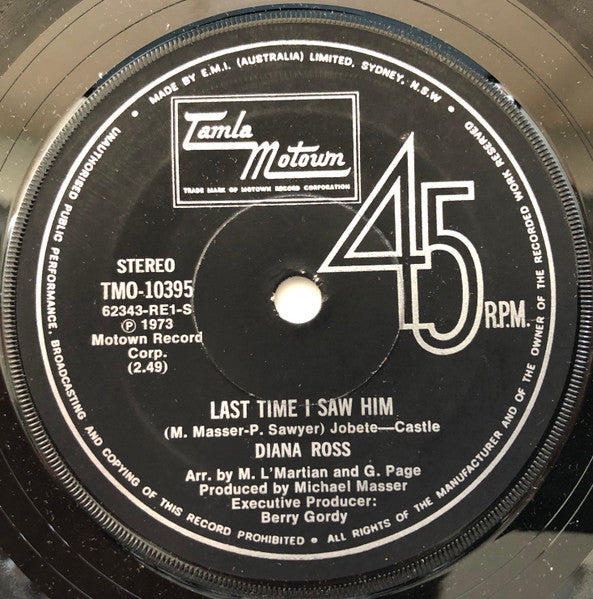 UNAUTHORISED PUBLIC PERFORMANCE, BROADCASTING AND COPYING OF THIS RECORD PROHIBITED • ALL RIGHTS OF THE MANUFACTURER AND OF THE OWNER OF THE RECORDED WORK RESERVED
• MADE BY E.M.I. (AUSTRALIA) LIMITED, SYDNEY, N.S.W •
Tamla
Motown
TRADE MARK OF MOTOWN RECORD CORPORATION
45
R.P.M.
STEREO
TMO-10395
62343-RE1-S
Ⓟ 1973
Motown Record
Corp.
(2.49)
LAST TIME I SAW HIM
(M. Masser-P. Sawyer) Jobete—Castle
DIANA ROSS
Arr. by M. L'Martian and G. Page
Produced by Michael Masser
Executive Producer:
Berry Gordy